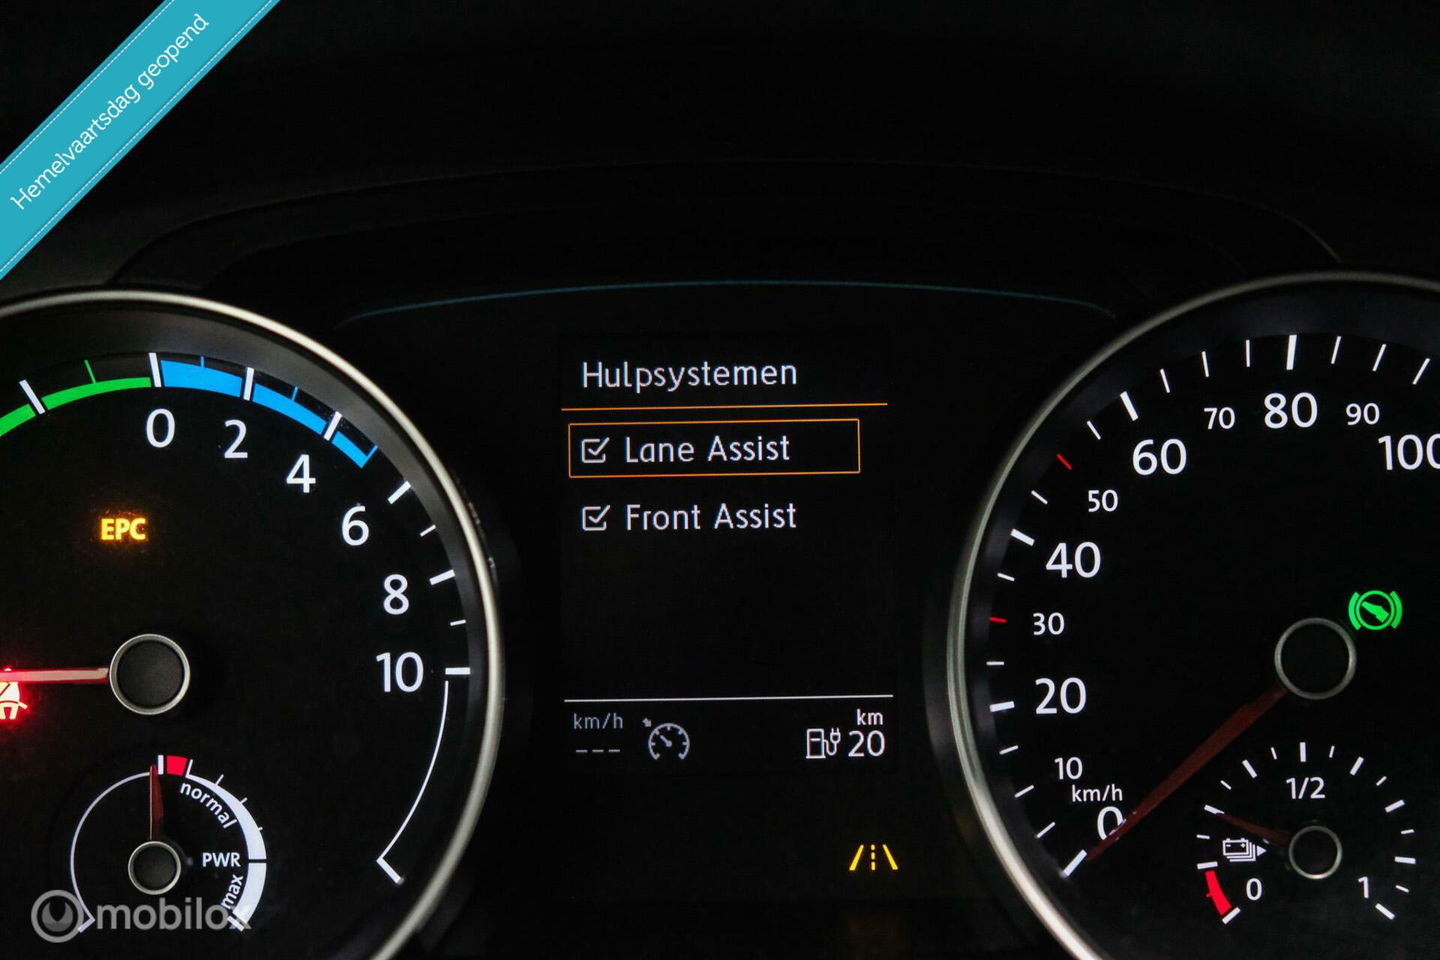 Hemelvaartsdag geopend
Hulpsystemen
Lane Assist
Front Assist
km/h
---
km
20
0
2
4
6
8
10
EPC
normal
PWR
max
0
10
20
30
40
50
60
70
80
90
100
km/h
0
1/2
1
mobilox